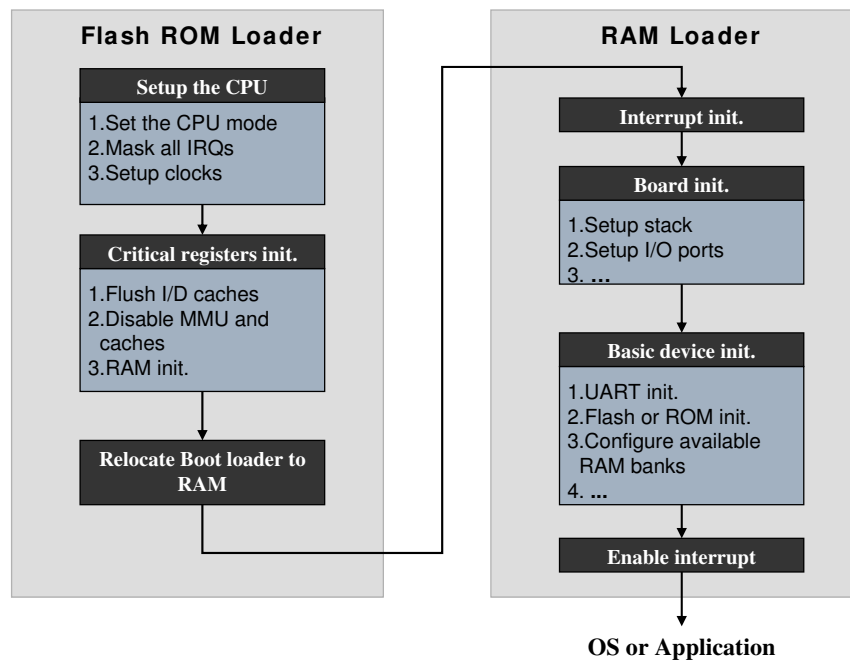 Flash ROM Loader
Setup the CPU
1.Set the CPU mode
2.Mask all IRQs
3.Setup clocks
Critical registers init.
1.Flush I/D caches
2.Disable MMU and
caches
3.RAM init.
Relocate Boot loader to
RAM
RAM Loader
Interrupt init.
Board init.
1.Setup stack
2.Setup I/O ports
3. ...
Basic device init.
1.UART init.
2.Flash or ROM init.
3.Configure available
RAM banks
4. ...
Enable interrupt
OS or Application